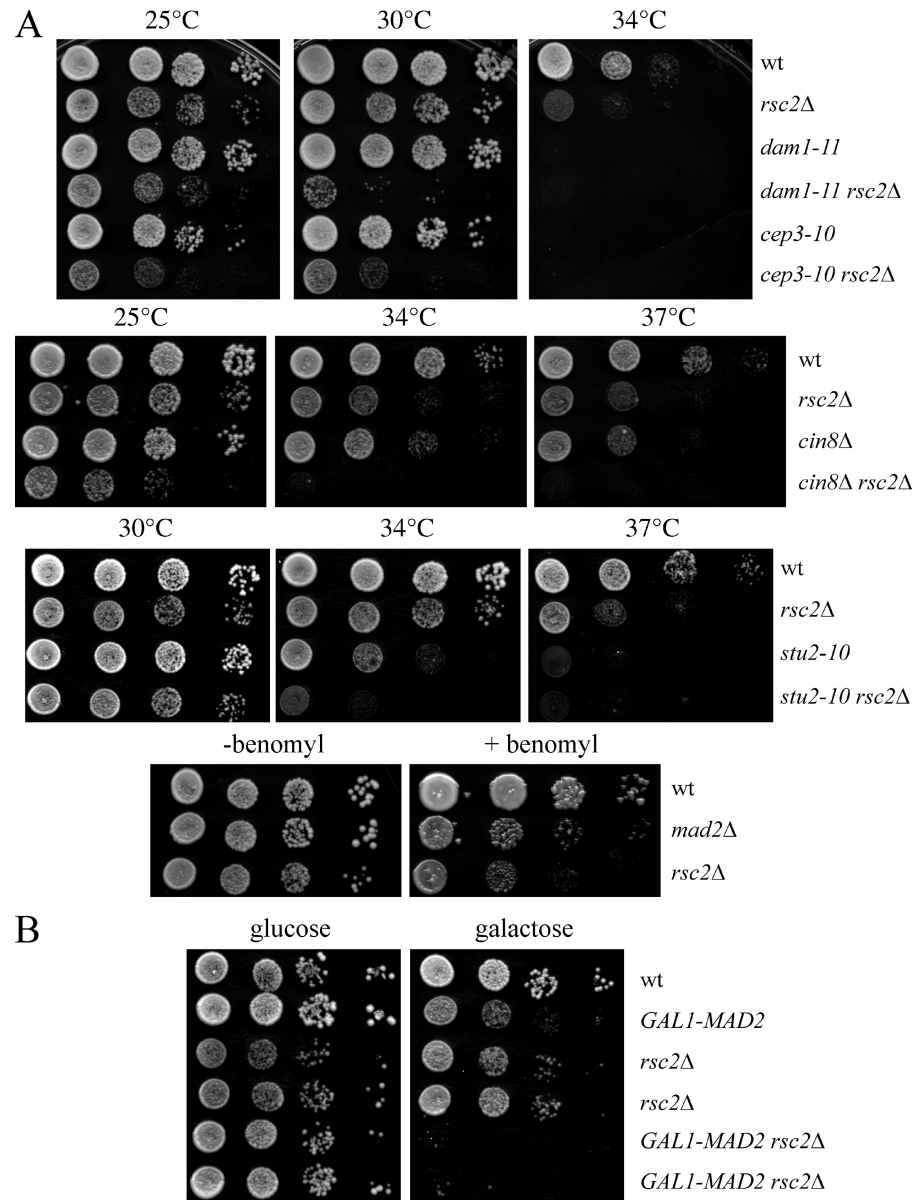 A
25°C 30°C 34°C
wt
rsc2Δ
dam1-11
dam1-11 rsc2Δ
cep3-10
cep3-10 rsc2Δ
25°C 34°C 37°C
wt
rsc2Δ
cin8Δ
cin8Δ rsc2Δ
30°C 34°C 37°C
wt
rsc2Δ
stu2-10
stu2-10 rsc2Δ
-benomyl + benomyl
wt
mad2Δ
rsc2Δ
B
glucose galactose
wt
GAL1-MAD2
rsc2Δ
rsc2Δ
GAL1-MAD2 rsc2Δ
GAL1-MAD2 rsc2Δ